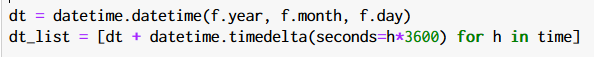 dt = datetime.datetime(f.year, f.month, f.day)
dt_list = [dt + datetime.timedelta(seconds=h*3600) for h in time]